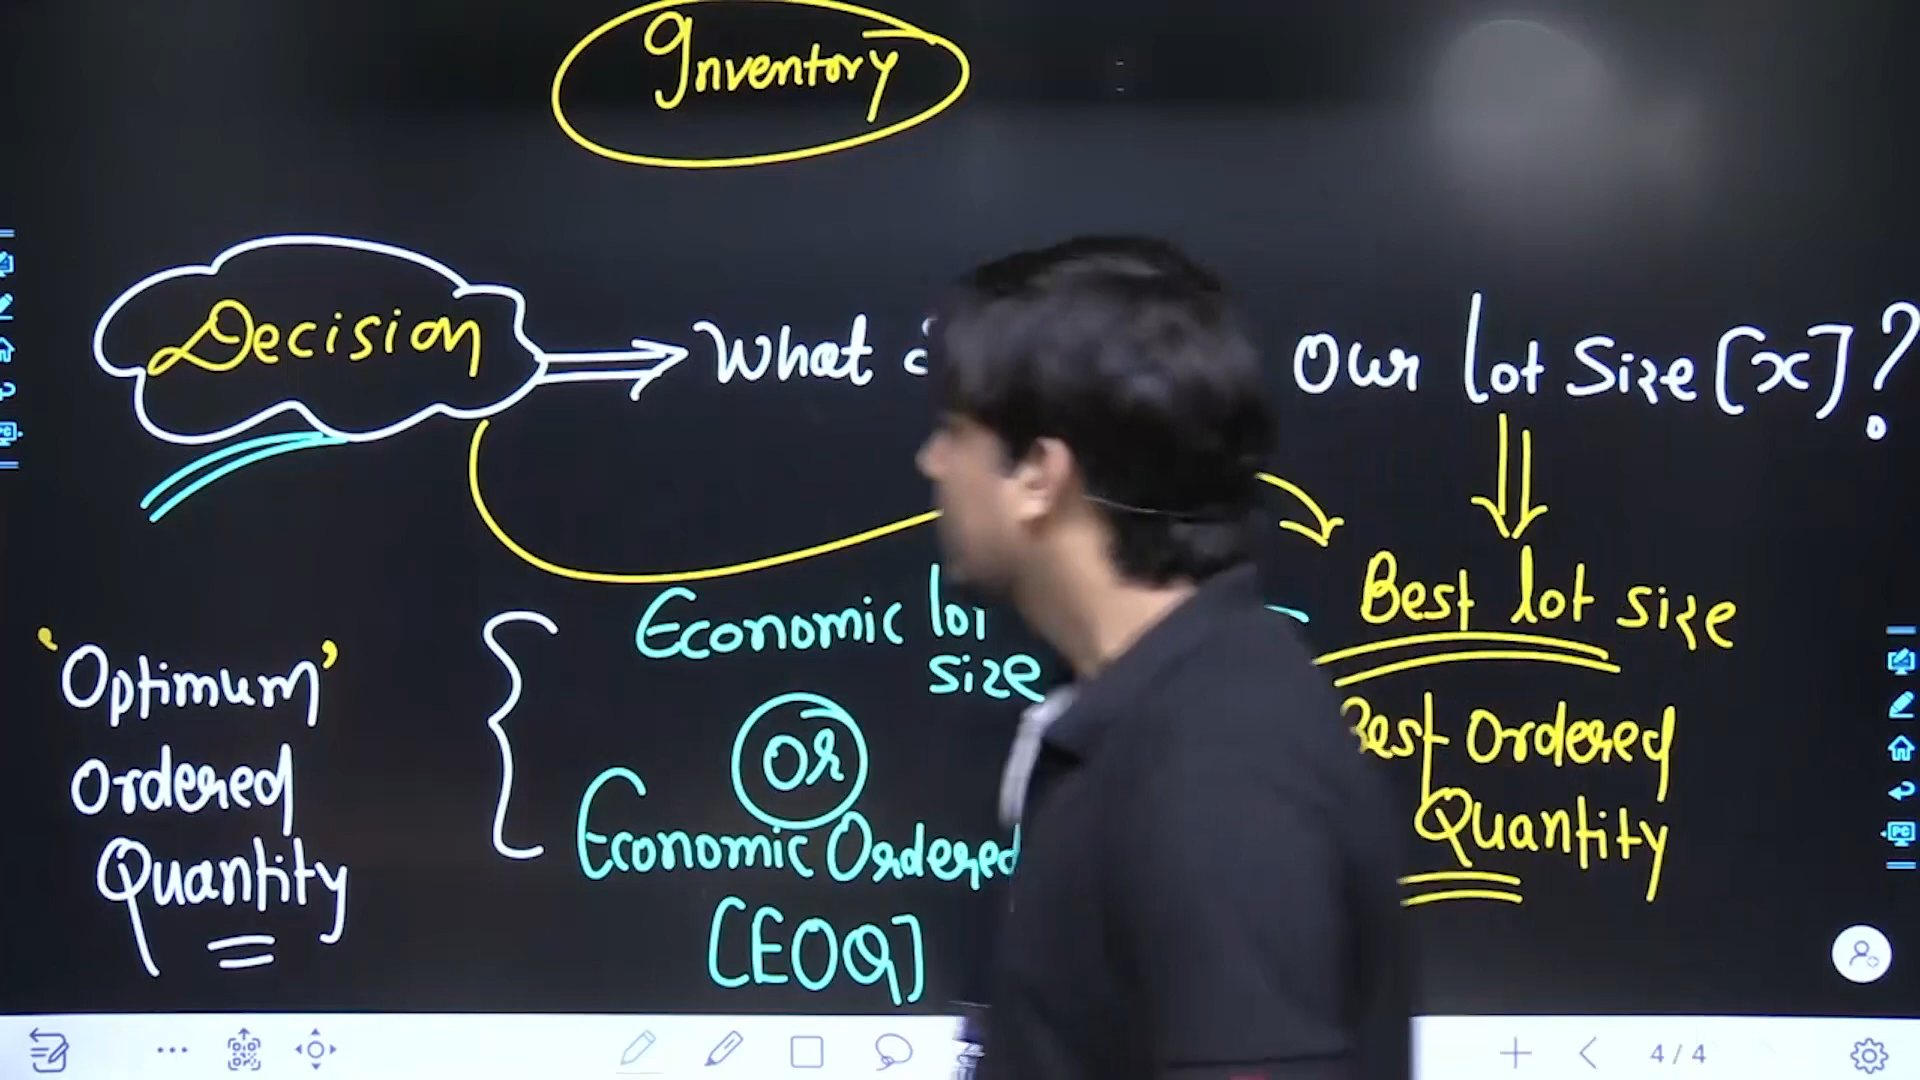 Inventory
Decision
What
Our lot Size [x] ?
Best lot size
Economic lot
size
'Optimum'
Ordered
Quantity
Or
Best Ordered
Quantity
Economic Ordered
[EOQ]
4/4
PC